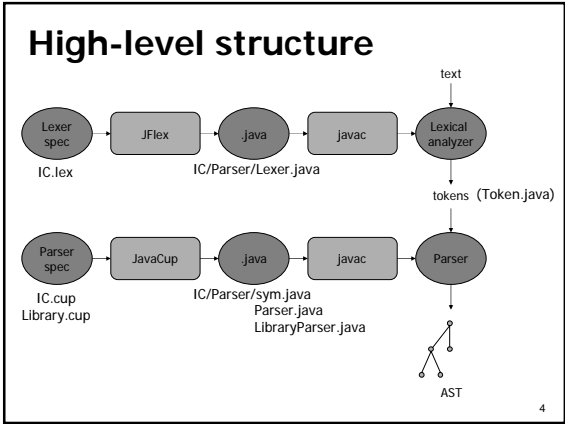 High-level structure
text
Lexer
spec
JFlex
.java
javac
Lexical
analyzer
IC.lex
IC/Parser/Lexer.java
tokens (Token.java)
Parser
spec
JavaCup
.java
javac
Parser
IC.cup
Library.cup
IC/Parser/sym.java
Parser.java
LibraryParser.java
AST
4